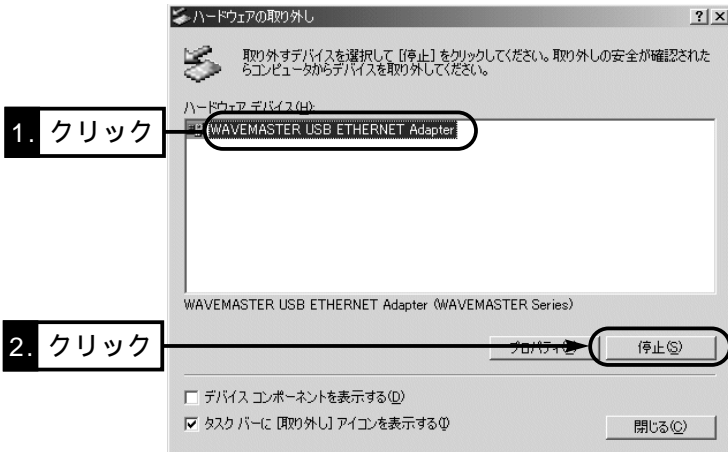 ハードウェアの取り外し
取り外すデバイスを選択して [停止] をクリックしてください。取り外しの安全が確認された
らコンピュータからデバイスを取り外してください。
ハードウェア デバイス(H):
1. クリック
WAVEMASTER USB ETHERNET Adapter
WAVEMASTER USB ETHERNET Adapter (WAVEMASTER Series)
2. クリック
プロパティ
停止(S)
デバイス コンポーネントを表示する(D)
タスク バーに [取り外し] アイコンを表示する(I)
閉じる(C)